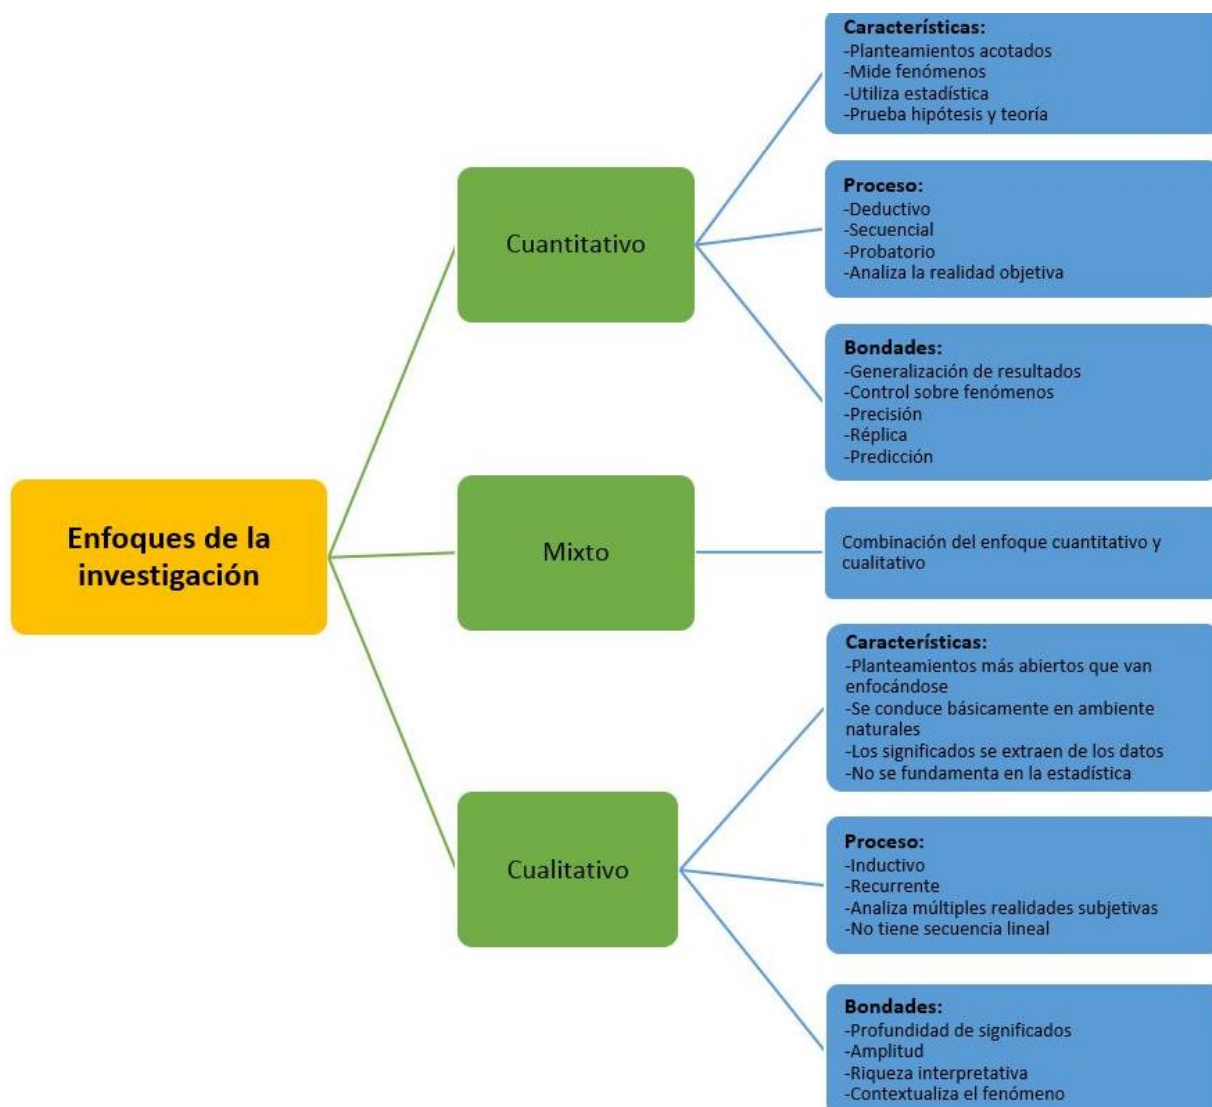 Enfoques de la
investigación
Cuantitativo
Características:
-Planteamientos acotados
-Mide fenómenos
-Utiliza estadística
-Prueba hipótesis y teoría
Proceso:
-Deductivo
-Secuencial
-Probatorio
-Analiza la realidad objetiva
Bondades:
-Generalización de resultados
-Control sobre fenómenos
-Precisión
-Réplica
-Predicción
Mixto
Combinación del enfoque cuantitativo y
cualitativo
Cualitativo
Características:
-Planteamientos más abiertos que van
enfocándose
-Se conduce básicamente en ambiente
naturales
-Los significados se extraen de los datos
-No se fundamenta en la estadística
Proceso:
-Inductivo
-Recurrente
-Analiza múltiples realidades subjetivas
-No tiene secuencia lineal
Bondades:
-Profundidad de significados
-Amplitud
-Riqueza interpretativa
-Contextualiza el fenómeno